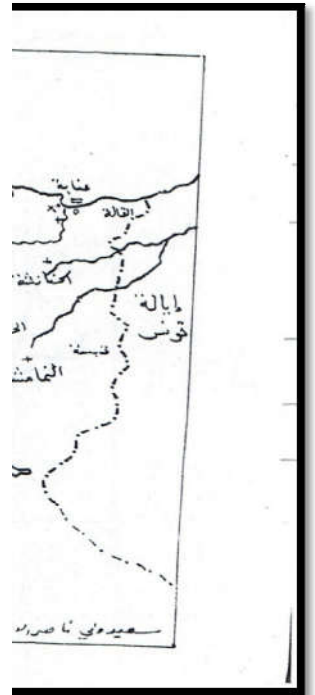 عنابة
القالة
الحنانشة
إيالة
تونس
تبسة
النمامشة
سعيدوني ناصر